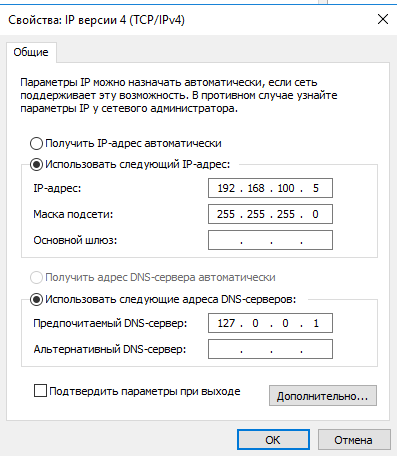 Свойства: IP версии 4 (TCP/IPv4)
Общие
Параметры IP можно назначать автоматически, если сеть
поддерживает эту возможность. В противном случае узнайте
параметры IP у сетевого администратора.
Получить IP-адрес автоматически
Использовать следующий IP-адрес:
IP-адрес: 192 . 168 . 100 . 5
Маска подсети: 255 . 255 . 255 . 0
Основной шлюз: . . .
Получить адрес DNS-сервера автоматически
Использовать следующие адреса DNS-серверов:
Предпочитаемый DNS-сервер: 127 . 0 . 0 . 1
Альтернативный DNS-сервер: . . .
Подтвердить параметры при выходе
Дополнительно...
ОК Отмена